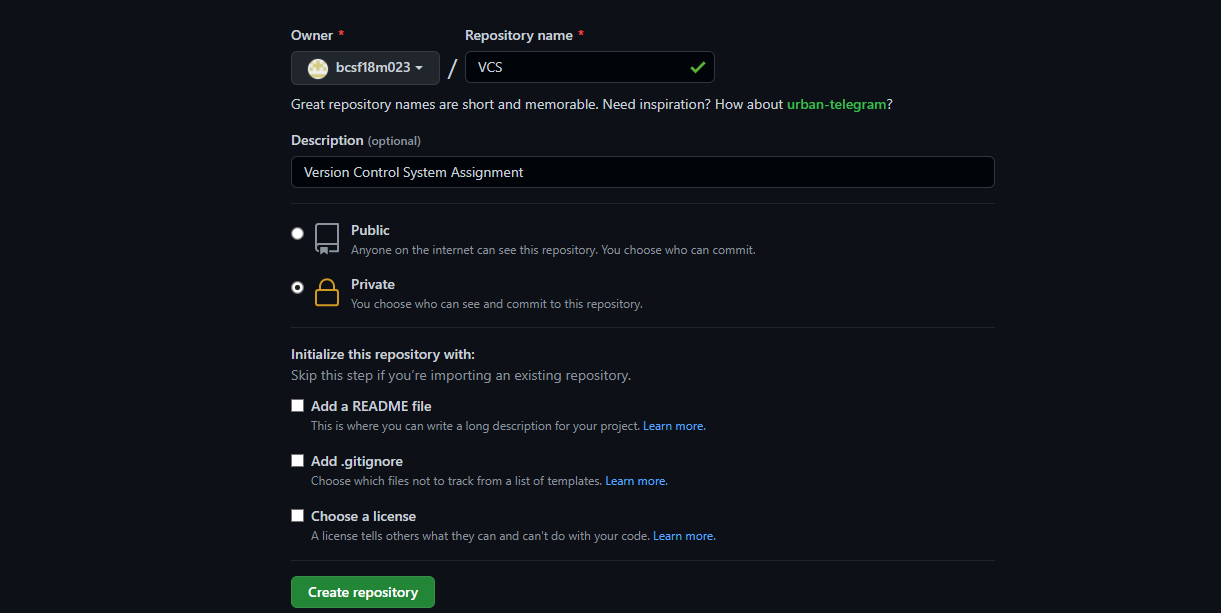 Owner * Repository name *
bcsf18m023 / VCS
Great repository names are short and memorable. Need inspiration? How about urban-telegram?
Description (optional)
Version Control System Assignment
Public
Anyone on the internet can see this repository. You choose who can commit.
Private
You choose who can see and commit to this repository.
Initialize this repository with:
Skip this step if you’re importing an existing repository.
Add a README file
This is where you can write a long description for your project. Learn more.
Add .gitignore
Choose which files not to track from a list of templates. Learn more.
Choose a license
A license tells others what they can and can't do with your code. Learn more.
Create repository